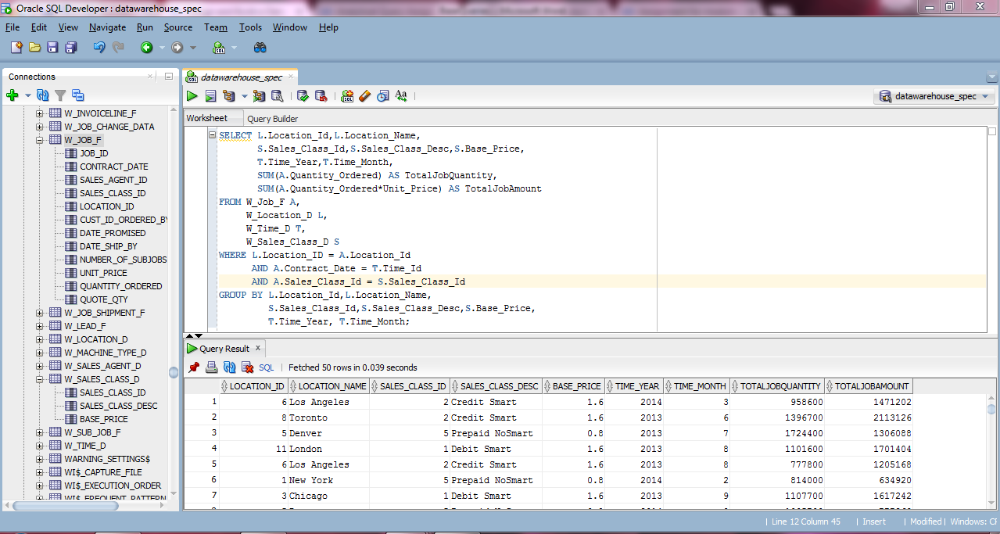 Oracle SQL Developer : datawarehouse_spec
File Edit View Navigate Run Source Team Tools Window Help
Connections
W_INVOICELINE_F
W_JOB_CHANGE_DATA
W_JOB_F
JOB_ID
CONTRACT_DATE
SALES_AGENT_ID
SALES_CLASS_ID
LOCATION_ID
CUST_ID_ORDERED_BY
DATE_PROMISED
DATE_SHIP_BY
NUMBER_OF_SUBJOBS
UNIT_PRICE
QUANTITY_ORDERED
QUOTE_QTY
W_JOB_SHIPMENT_F
W_LEAD_F
W_LOCATION_D
W_MACHINE_TYPE_D
W_SALES_AGENT_D
W_SALES_CLASS_D
SALES_CLASS_ID
SALES_CLASS_DESC
BASE_PRICE
W_SUB_JOB_F
W_TIME_D
WARNING_SETTINGS$
WI$_CAPTURE_FILE
WI$_EXECUTION_ORDER
WI$_FREQUENT_PATTERN
datawarehouse_spec
datawarehouse_spec
Worksheet Query Builder
SELECT L.Location_Id,L.Location_Name,
S.Sales_Class_Id,S.Sales_Class_Desc,S.Base_Price,
T.Time_Year,T.Time_Month,
SUM(A.Quantity_Ordered) AS TotalJobQuantity,
SUM(A.Quantity_Ordered*Unit_Price) AS TotalJobAmount
FROM W_Job_F A,
W_Location_D L,
W_Time_D T,
W_Sales_Class_D S
WHERE L.Location_ID = A.Location_Id
AND A.Contract_Date = T.Time_Id
AND A.Sales_Class_Id = S.Sales_Class_Id
GROUP BY L.Location_Id,L.Location_Name,
S.Sales_Class_Id,S.Sales_Class_Desc,S.Base_Price,
T.Time_Year, T.Time_Month;
Query Result
SQL | Fetched 50 rows in 0.039 seconds
LOCATION_ID LOCATION_NAME SALES_CLASS_ID SALES_CLASS_DESC BASE_PRICE TIME_YEAR TIME_MONTH TOTALJOBQUANTITY TOTALJOBAMOUNT
1 6 Los Angeles 2 Credit Smart 1.6 2014 3 958600 1471202
2 8 Toronto 2 Credit Smart 1.6 2013 6 1396700 2113126
3 5 Denver 5 Prepaid NoSmart 0.8 2013 7 1724400 1306088
4 11 London 1 Debit Smart 1.6 2013 8 1101600 1701404
5 6 Los Angeles 2 Credit Smart 1.6 2013 8 777800 1205168
6 1 New York 5 Prepaid NoSmart 0.8 2014 2 814000 634920
7 3 Chicago 1 Debit Smart 1.6 2013 9 1107700 1617242
| Line 12 Column 45 | Insert | Modified | Windows: CF